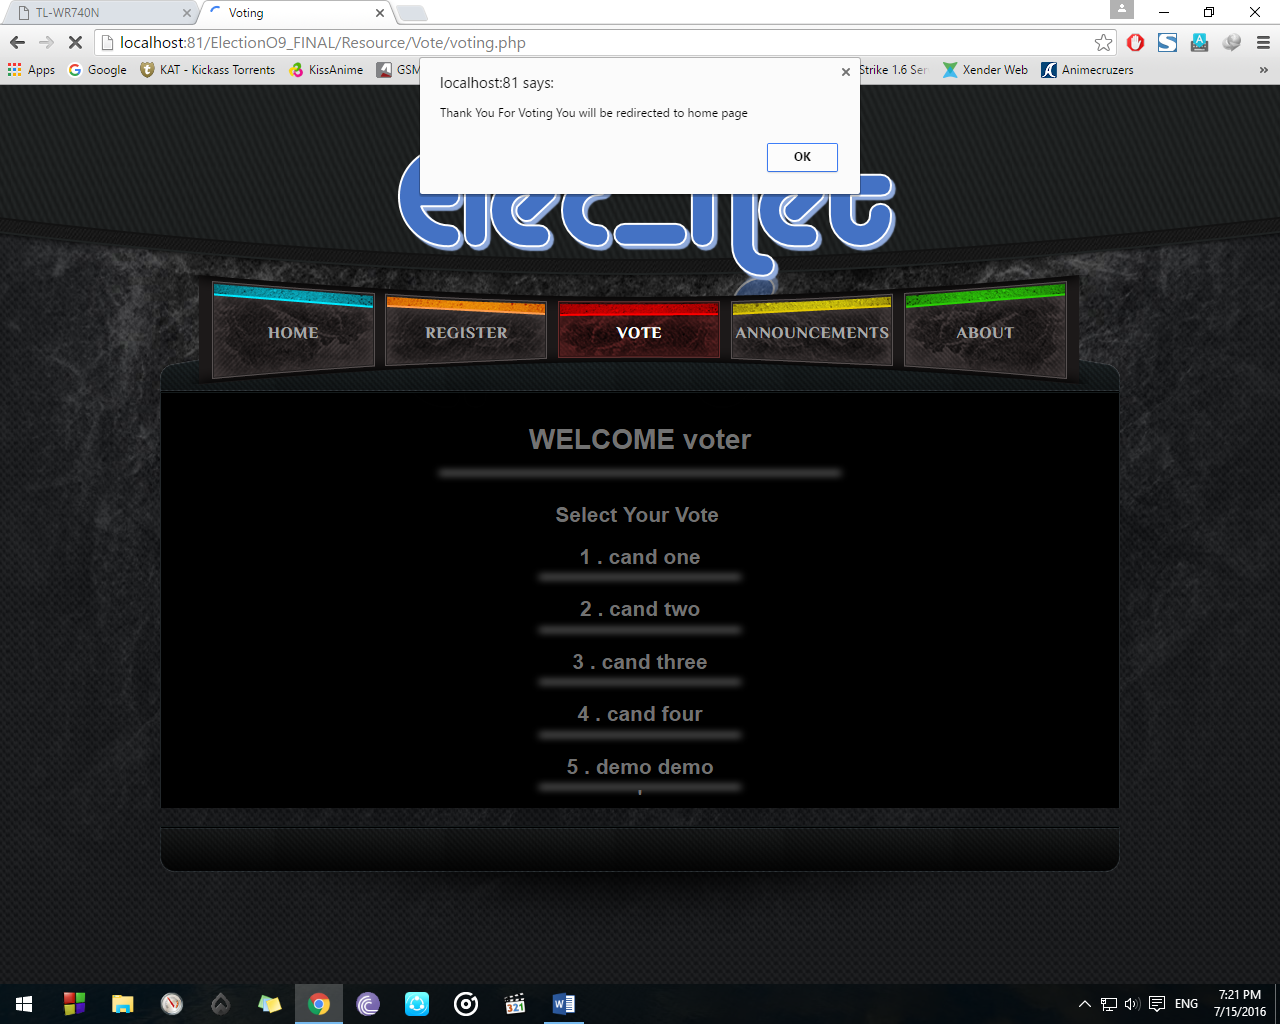 TL-WR740N
Voting
localhost:81/ElectionO9_FINAL/Resource/Vote/voting.php
Apps
Google
KAT - Kickass Torrents
KissAnime
GSM
Strike 1.6 Ser
Xender Web
Animecruzers
»
localhost:81 says:
Thank You For Voting You will be redirected to home page
OK
Elec_net
HOME
REGISTER
VOTE
ANNOUNCEMENTS
ABOUT
WELCOME voter
Select Your Vote
1 . cand one
2 . cand two
3 . cand three
4 . cand four
5 . demo demo
321
ENG
7:21 PM
7/15/2016